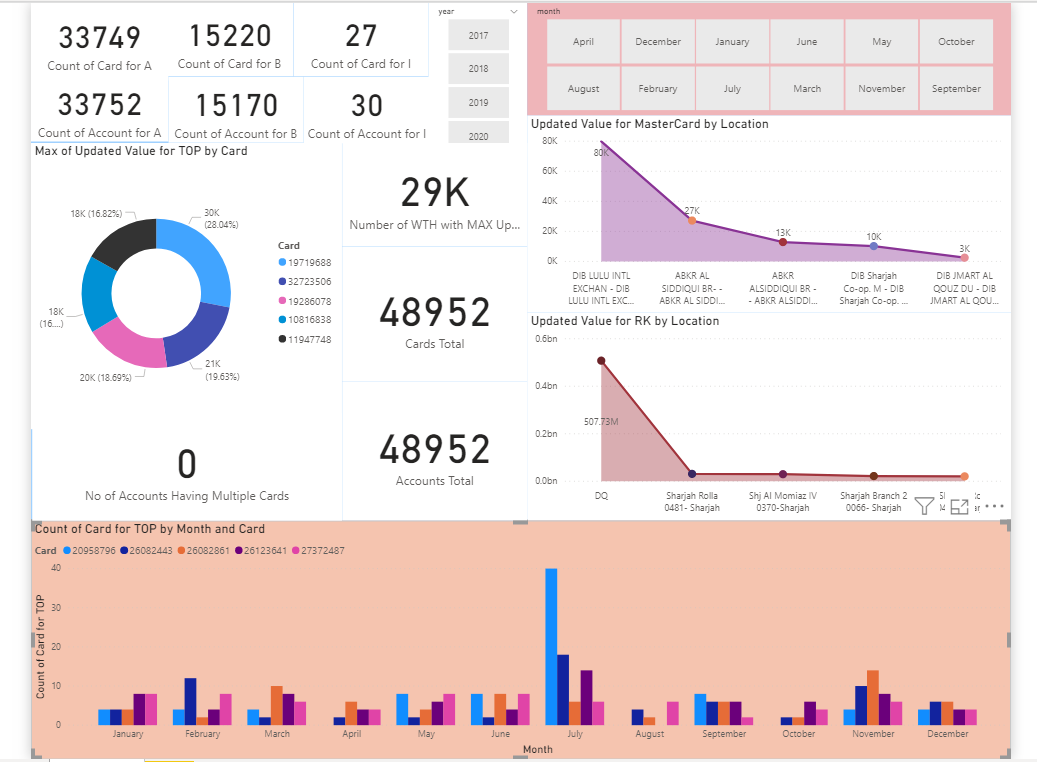 33749
Count of Card for A
15220
Count of Card for B
27
Count of Card for I
33752
Count of Account for A
15170
Count of Account for B
30
Count of Account for I
year
2017
2018
2019
2020
month
April December January June May October
August February July March November September
Max of Updated Value for TOP by Card
18K (16.82%)
30K
(28.04%)
18K
(16....)
20K (18.69%)
21K
(19.63%)
Card
19719688
32723506
19286078
10816838
11947748
29K
Number of WTH with MAX Up...
48952
Cards Total
48952
Accounts Total
0
No of Accounts Having Multiple Cards
Updated Value for MasterCard by Location
80K
60K
40K
20K
0K
80K
27K
13K
10K
3K
DIB LULU INTL
EXCHAN - DIB
LULU INTL EXC...
ABKR AL
SIDDIQUI BR- -
ABKR AL SIDDI...
ABKR
ALSIDDIQUI BR -
- ABKR ALSIDDI...
DIB Sharjah
Co-op. M - DIB
Sharjah Co-op. ...
DIB JMART AL
QOUZ DU - DIB
JMART AL QOU...
Updated Value for RK by Location
0.6bn
0.4bn
0.2bn
0.0bn
507.73M
DQ
Sharjah Rolla
0481- Sharjah
Shj Al Momiaz IV
0370-Sharjah
Sharjah Branch 2
0066- Sharjah
Count of Card for TOP by Month and Card
Card 20958796 26082443 26082861 26123641 27372487
Count of Card for TOP
40
30
20
10
0
January February March April May June July August September October November December
Month